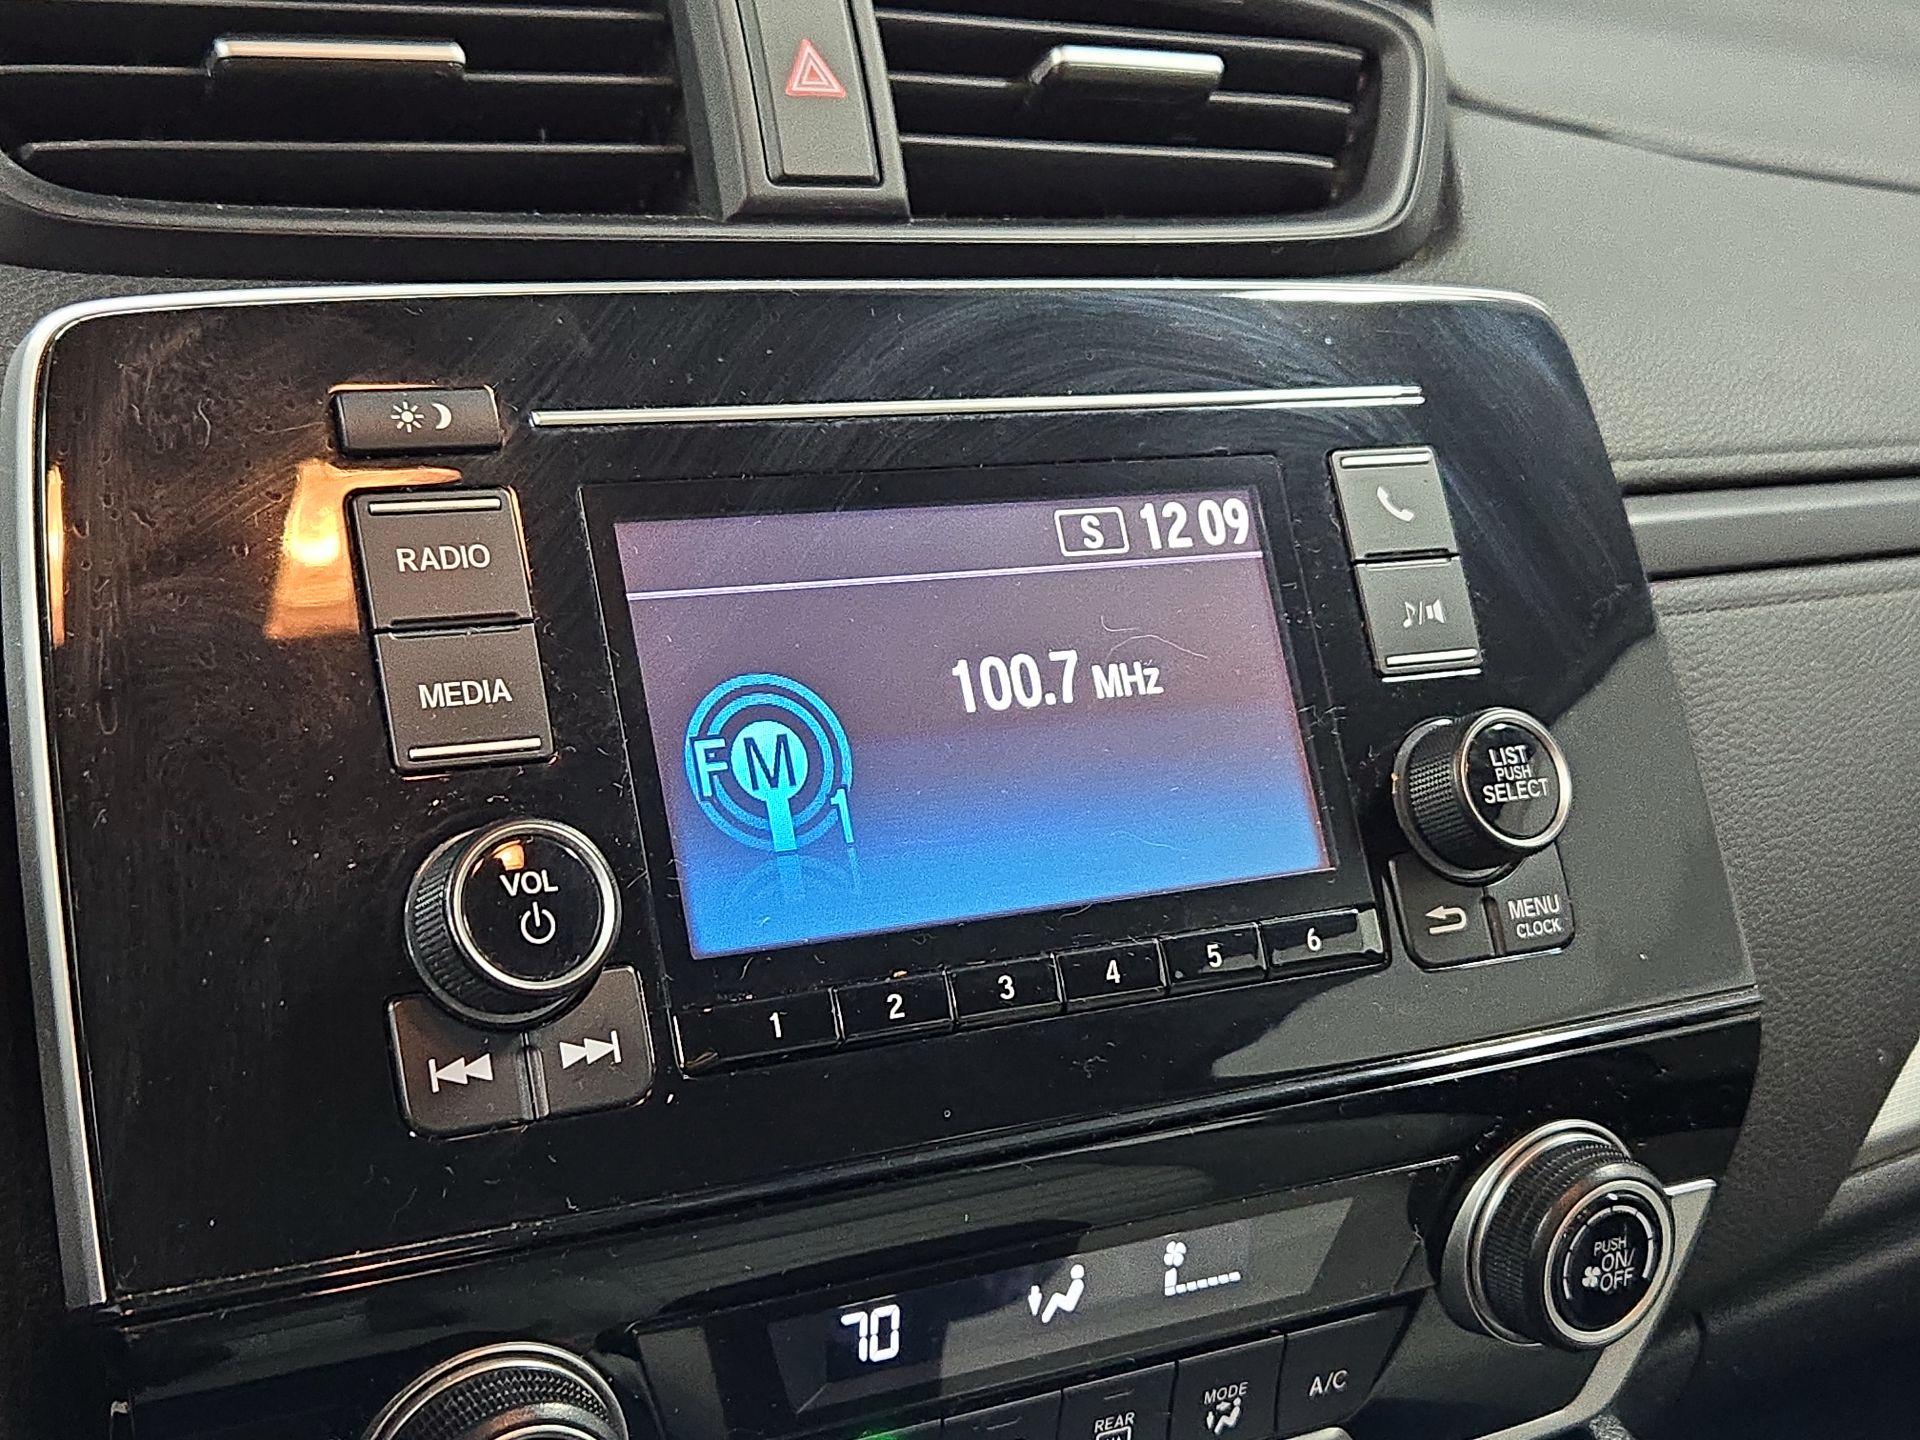 S 12 09
RADIO
100.7 MHz
MEDIA
FM
1
LIST
PUSH
SELECT
VOL
MENU
CLOCK
1 2 3 4 5 6
PUSH
ON/
OFF
70
REAR
MODE
A/C